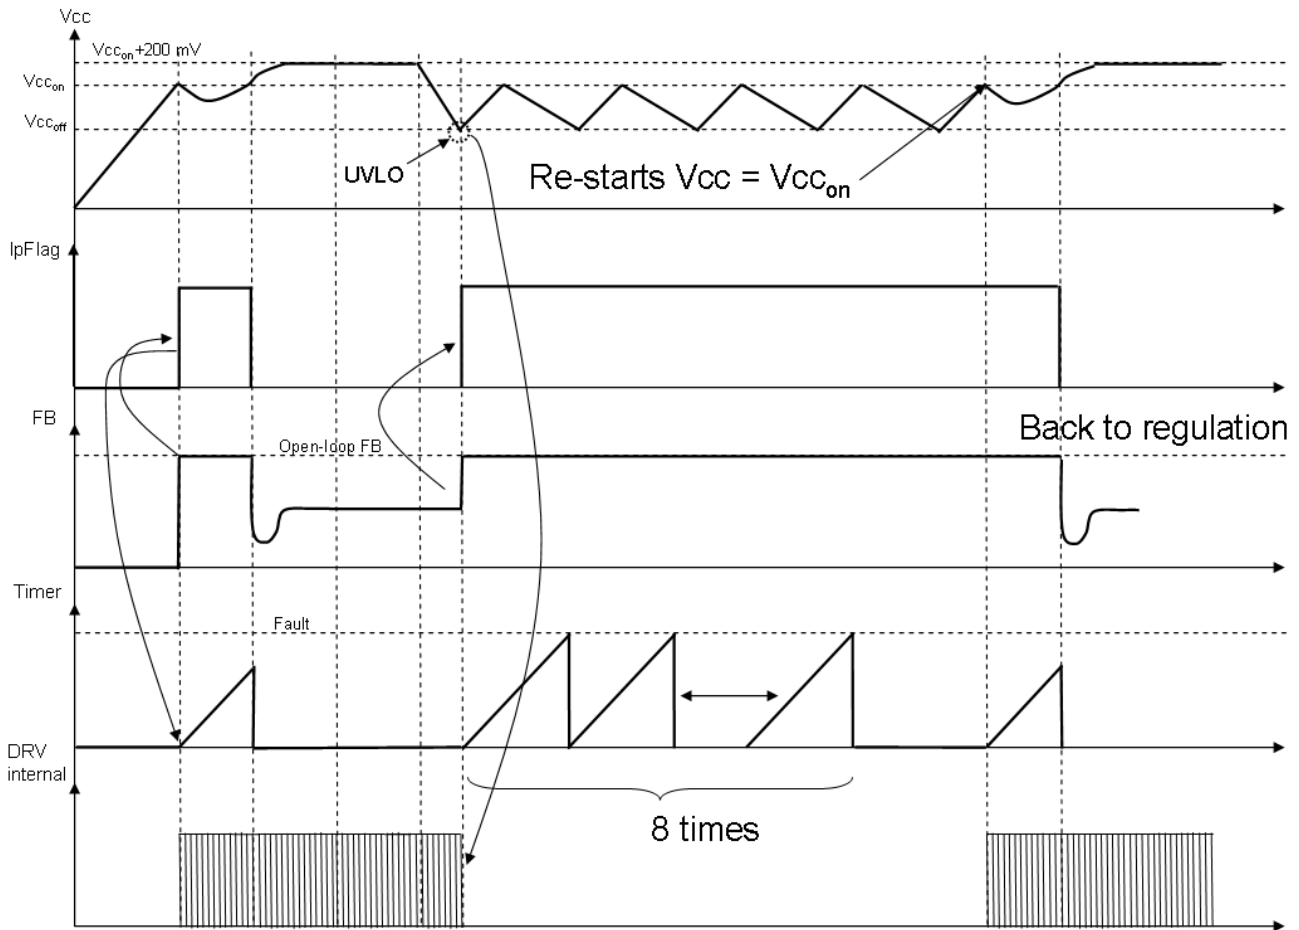 Vcc
Vccon+200 mV
Vccon
Vccoff
UVLO
Re-starts Vcc = Vccon
IpFlag
FB
Back to regulation
Open-loop FB
Timer
Fault
DRV
internal
8 times